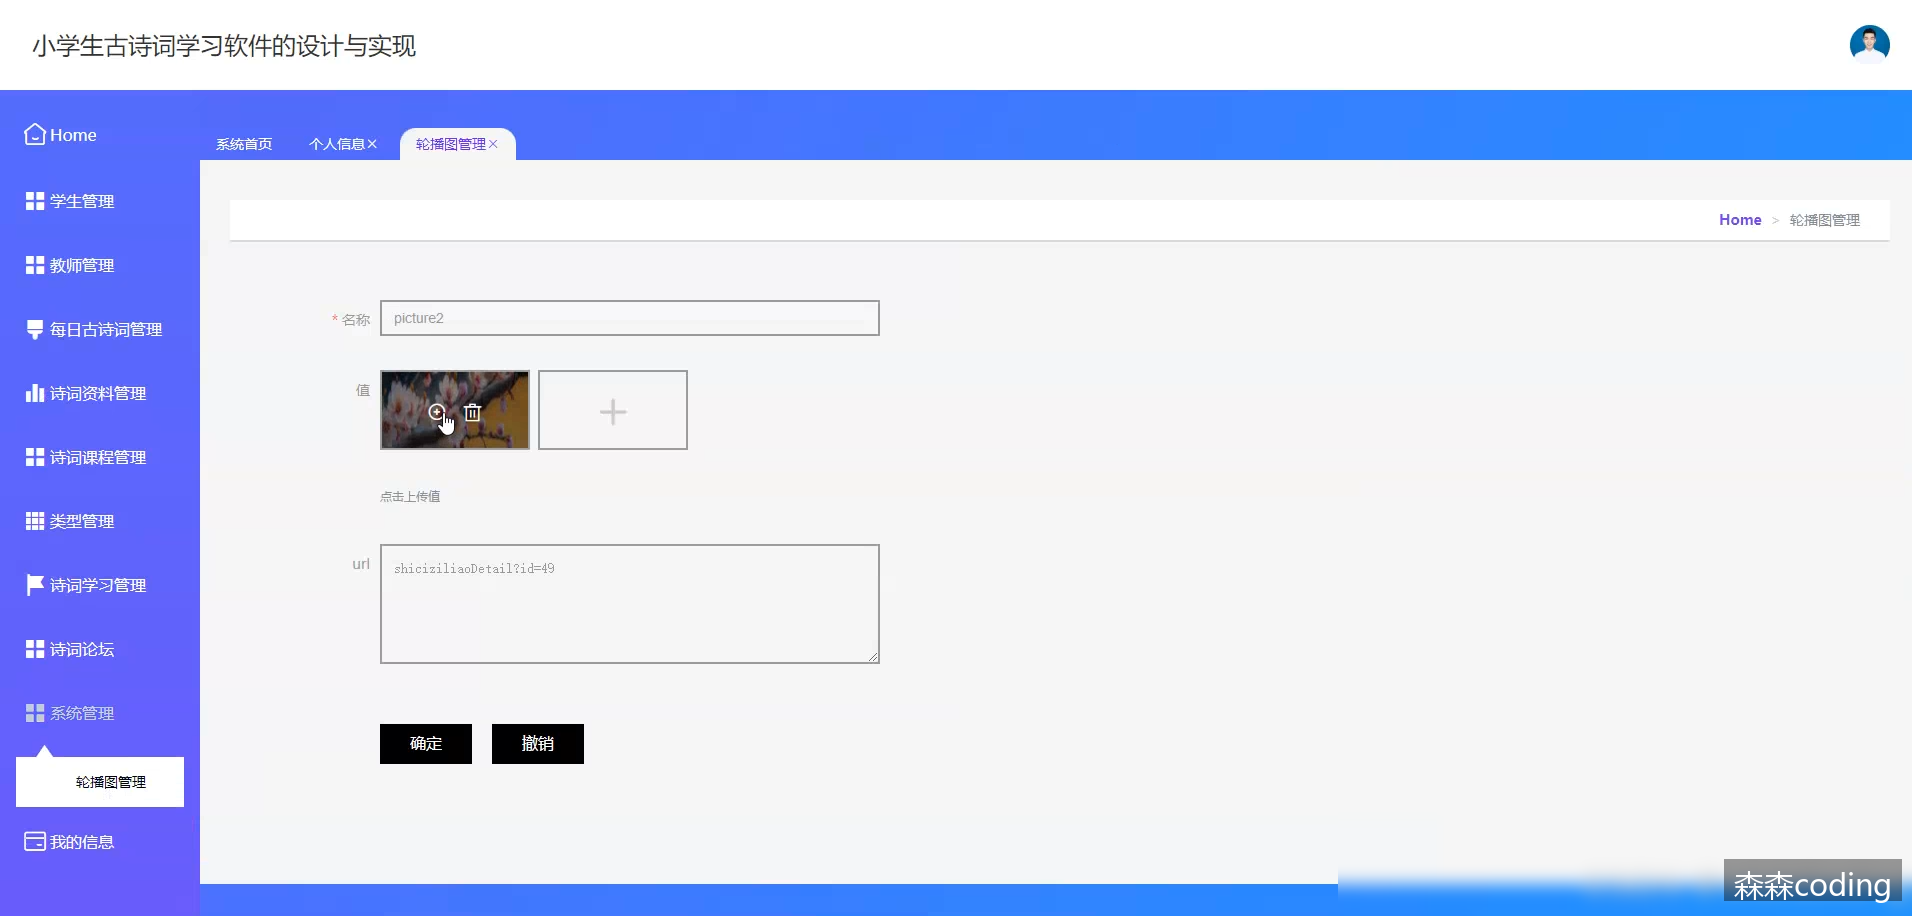 小学生古诗词学习软件的设计与实现
Home
学生管理
教师管理
每日古诗词管理
诗词资料管理
诗词课程管理
类型管理
诗词学习管理
诗词论坛
系统管理
轮播图管理
我的信息
系统首页 个人信息× 轮播图管理×
Home > 轮播图管理
* 名称 picture2
值
点击上传值
url shiciziliaoDetail?id=49
确定 撤销
森森coding